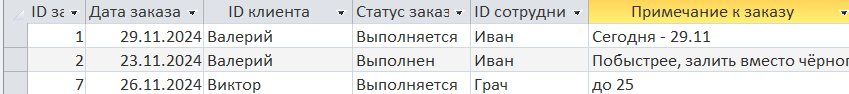 ID за Дата заказа ID клиента Статус заказ ID сотрудни Примечание к заказу
1 29.11.2024 Валерий Выполняется Иван Сегодня - 29.11
2 23.11.2024 Валерий Выполнен Иван Побыстрее, залить вместо чёрног
7 26.11.2024 Виктор Выполняется Грач до 25